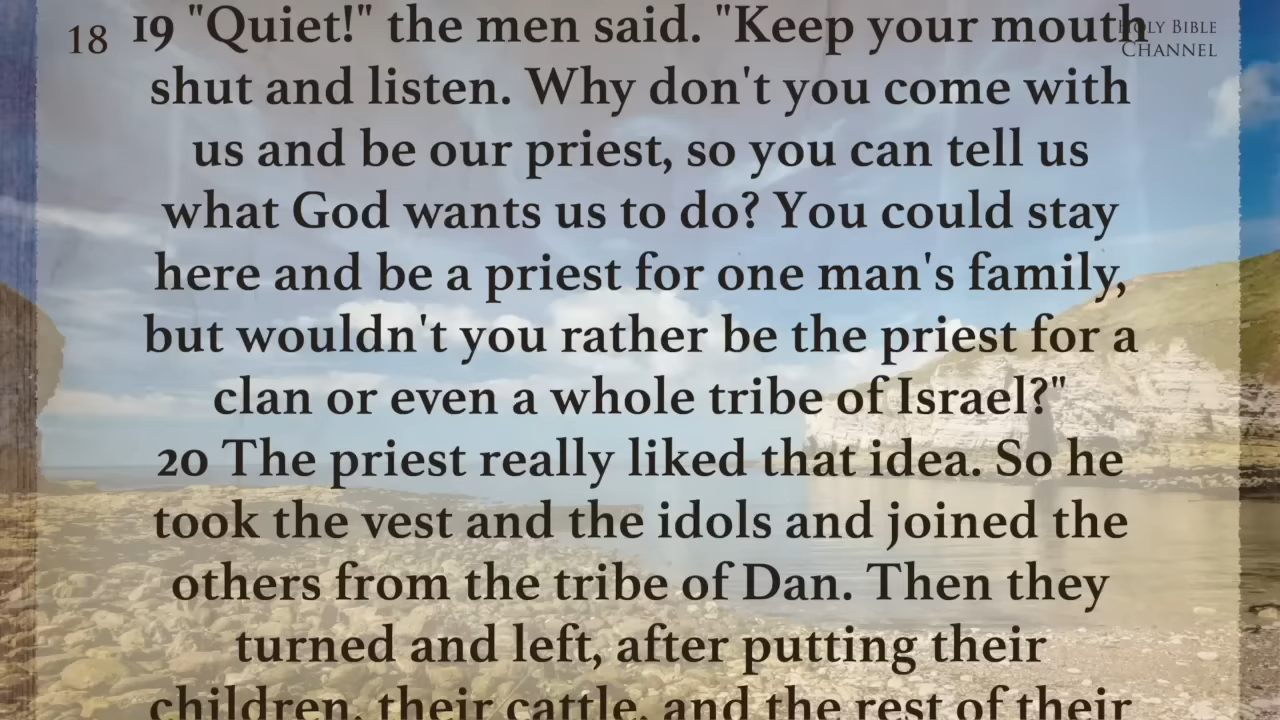 18
19 "Quiet!" the men said. "Keep your mouth
HOLY BIBLE
CHANNEL
shut and listen. Why don't you come with
us and be our priest, so you can tell us
what God wants us to do? You could stay
here and be a priest for one man's family,
but wouldn't you rather be the priest for a
clan or even a whole tribe of Israel?"
20 The priest really liked that idea. So he
took the vest and the idols and joined the
others from the tribe of Dan. Then they
turned and left, after putting their
children, their cattle, and the rest of their